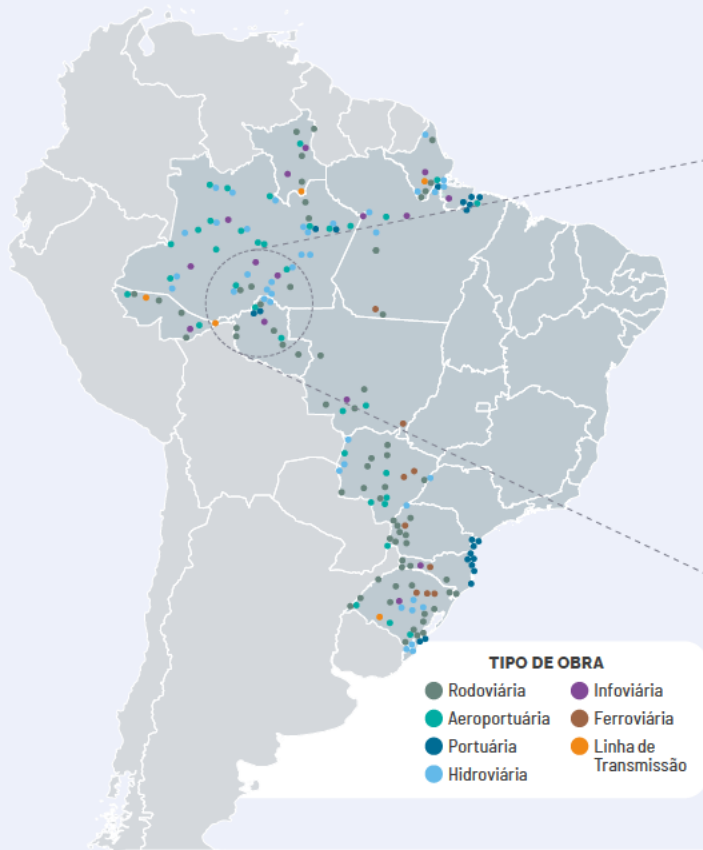 TIPO DE OBRA
Rodoviária
Aeroportuária
Portuária
Hidroviária
Infoviária
Ferroviária
Linha de
Transmissão